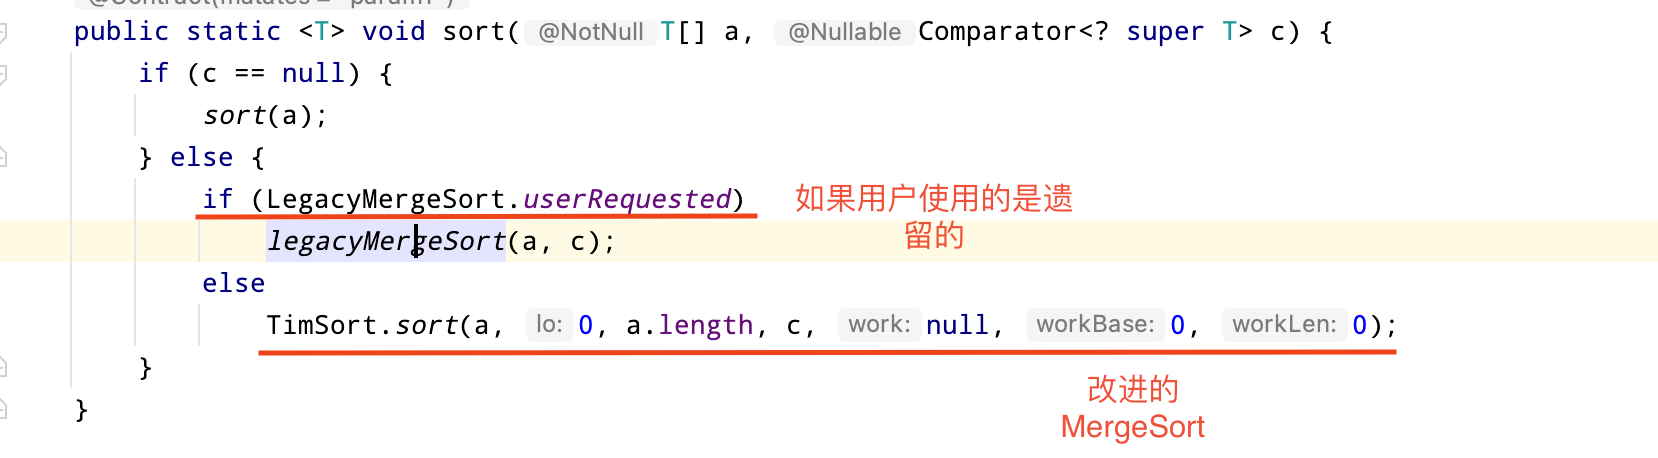 @Contract(mutates = "param1")
public static <T> void sort( @NotNull T[] a, @Nullable Comparator<? super T> c) {
if (c == null) {
sort(a);
} else {
if (LegacyMergeSort.userRequested) 如果用户使用的是遗
legacyMergeSort(a, c); 留的
else
TimSort.sort(a, lo: 0, a.length, c, work: null, workBase: 0, workLen: 0);
}
改进的
}
MergeSort